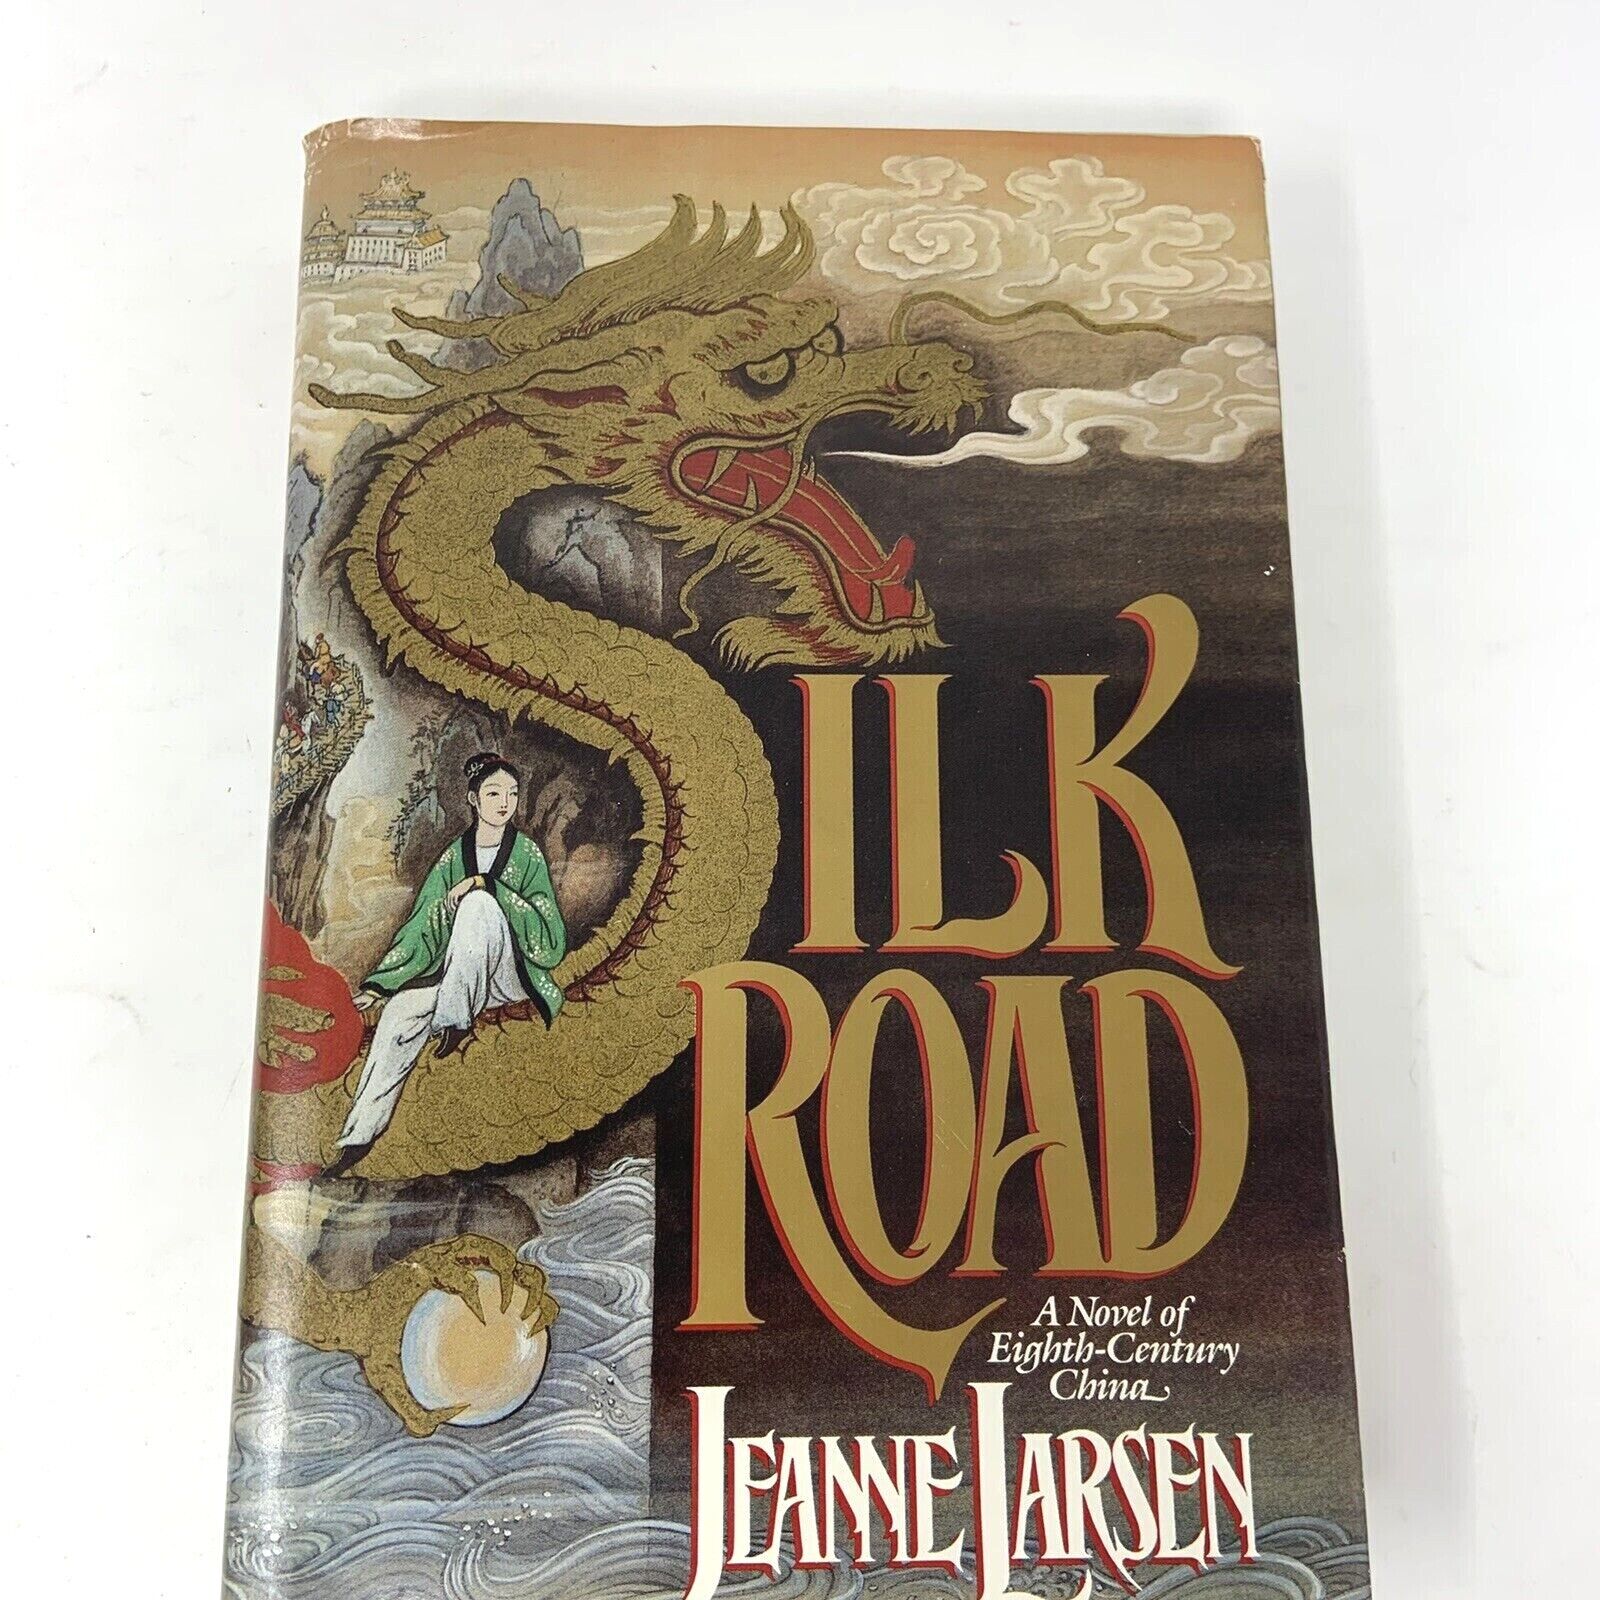 SILK
ROAD
A Novel of
Eighth-Century
China
JEANNE LARSEN